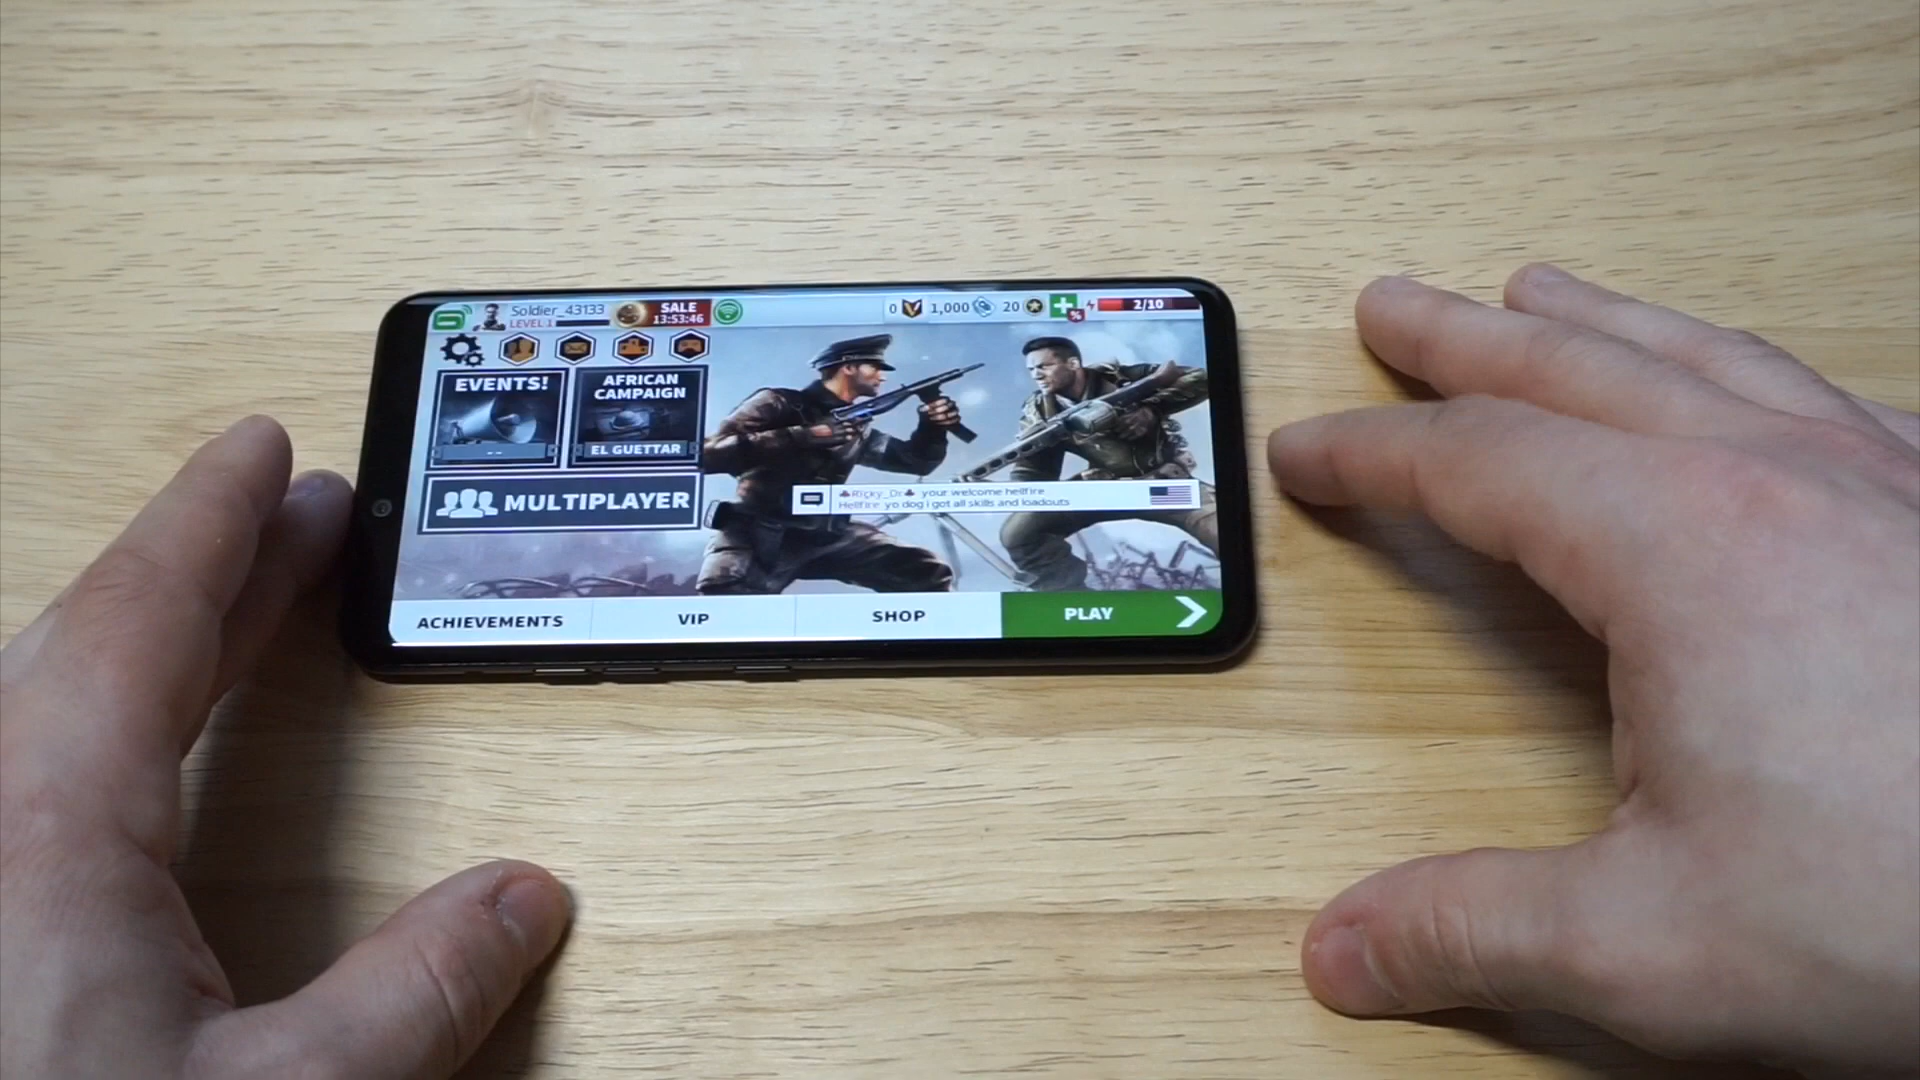 Soldier_43133
LEVEL 1
SALE
13:53:46
0
1,000
20
%
2/10
EVENTS!
--
AFRICAN
CAMPAIGN
EL GUETTAR
MULTIPLAYER
♣Ricky_Dr♣ your welcome hellfire
Hellfire yo dog i got all skills and loadouts
ACHIEVEMENTS
VIP
SHOP
PLAY